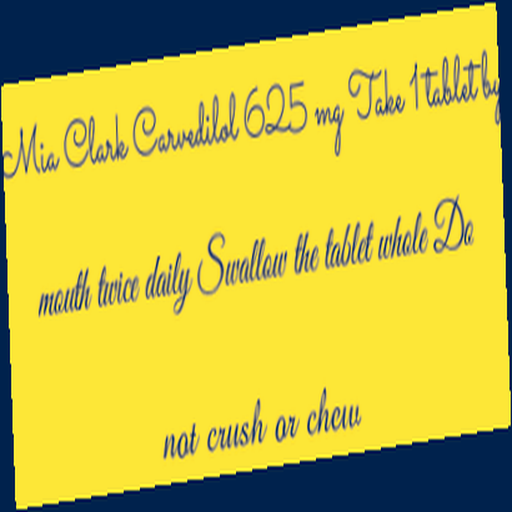 Mia Clark Carvedilol 625 mg Take 1 tablet by
mouth twice daily Swallow the tablet whole Do
not crush or chew